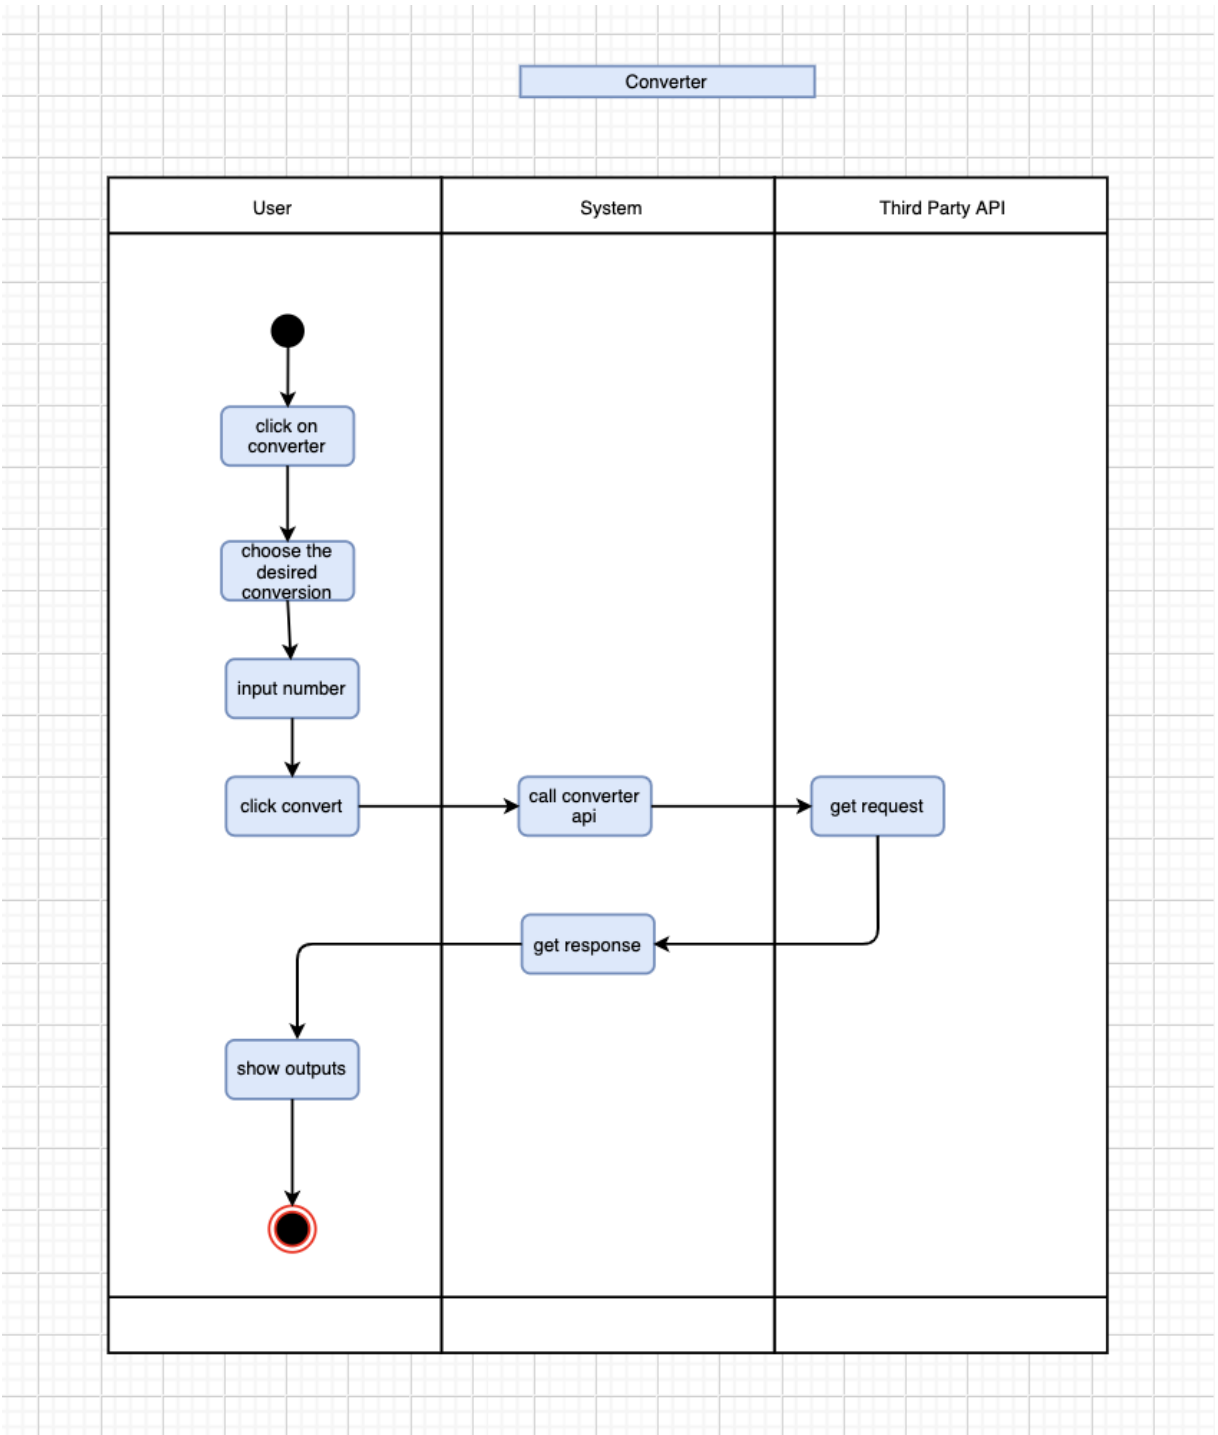 Converter
User
System
Third Party API
click on
converter
choose the
desired
conversion
input number
click convert
call converter
api
get request
get response
show outputs